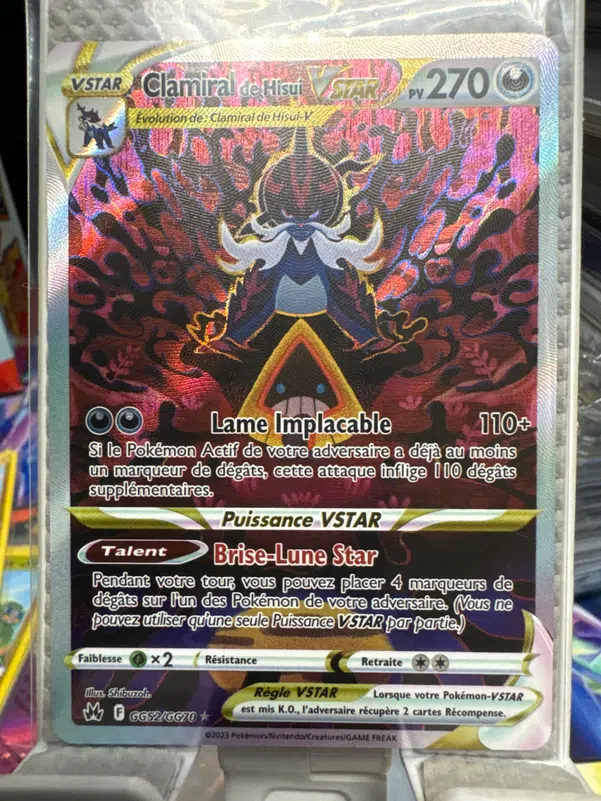 VSTAR Clamiral de Hisui VSTAR PV 270
Évolution de : Clamiral de Hisui-V
Lame Implacable 110+
Si le Pokémon Actif de votre adversaire a déjà au moins
un marqueur de dégâts, cette attaque inflige 110 dégâts
supplémentaires.
Puissance VSTAR
Talent Brise-Lune Star
Pendant votre tour, vous pouvez placer 4 marqueurs de
dégâts sur l'un des Pokémon de votre adversaire. (Vous ne
pouvez utiliser qu'une seule Puissance VSTAR par partie.)
Faiblesse ×2 Résistance Retraite
Illus. Shibuzoh.
Règle VSTAR Lorsque votre Pokémon-VSTAR
est mis K.O., l'adversaire récupère 2 cartes Récompense.
F GG52/GG70
©2023 Pokémon/Nintendo/Creatures/GAME FREAK